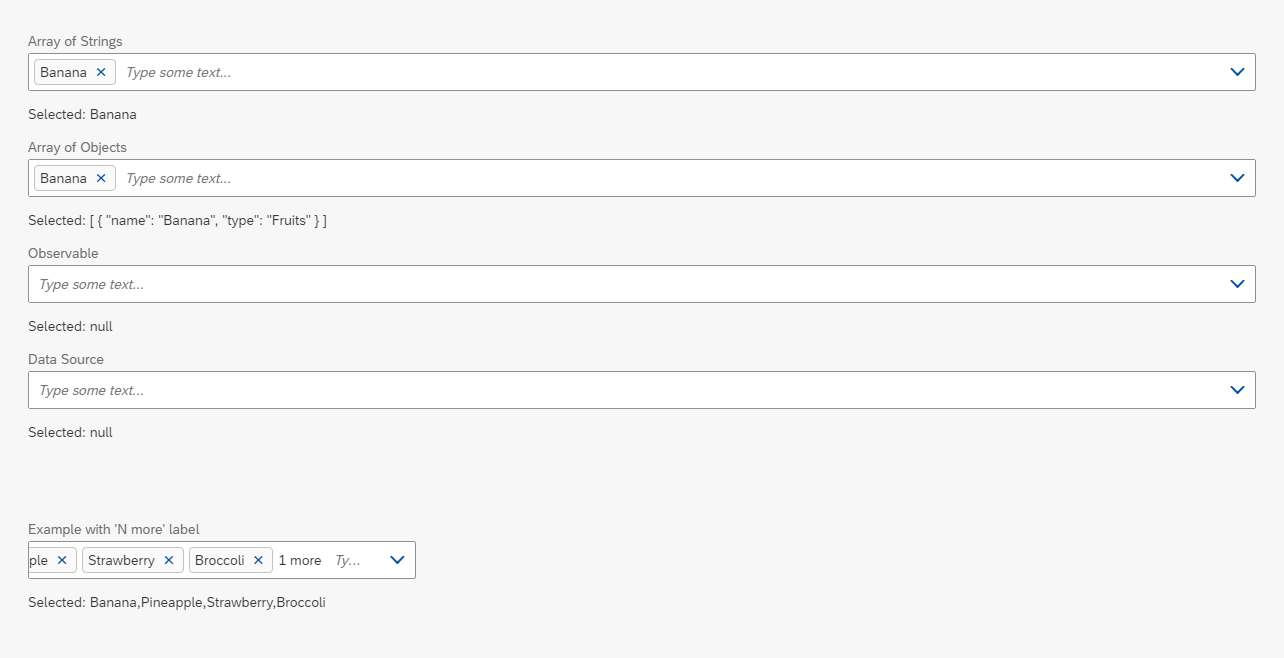 Array of Strings
Banana Type some text...
Selected: Banana
Array of Objects
Banana Type some text...
Selected: [ { "name": "Banana", "type": "Fruits" } ]
Observable
Type some text...
Selected: null
Data Source
Type some text...
Selected: null
Example with 'N more' label
ple Strawberry Broccoli 1 more Ty...
Selected: Banana,Pineapple,Strawberry,Broccoli